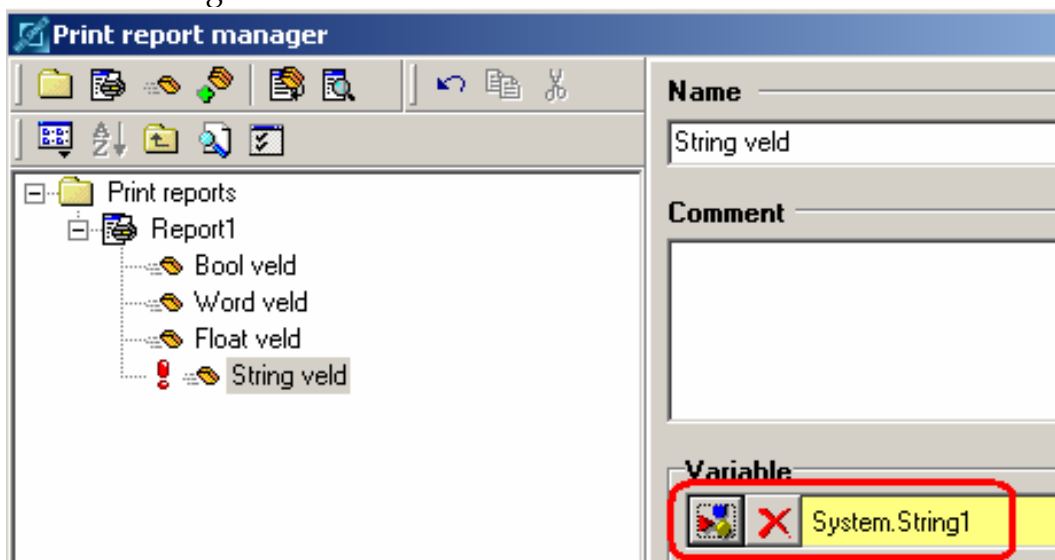 Print report manager
Name
String veld
Comment
Print reports
Report1
Bool veld
Word veld
Float veld
String veld
Variable
System.String1